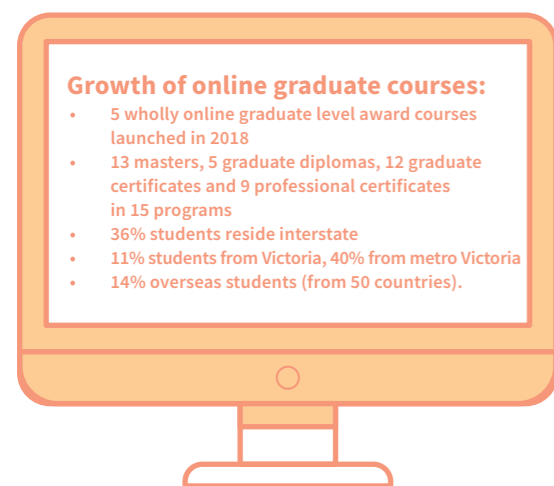 Growth of online graduate courses:
• 5 wholly online graduate level award courses
launched in 2018
• 13 masters, 5 graduate diplomas, 12 graduate
certificates and 9 professional certificates
in 15 programs
• 36% students reside interstate
• 11% students from Victoria, 40% from metro Victoria
• 14% overseas students (from 50 countries).